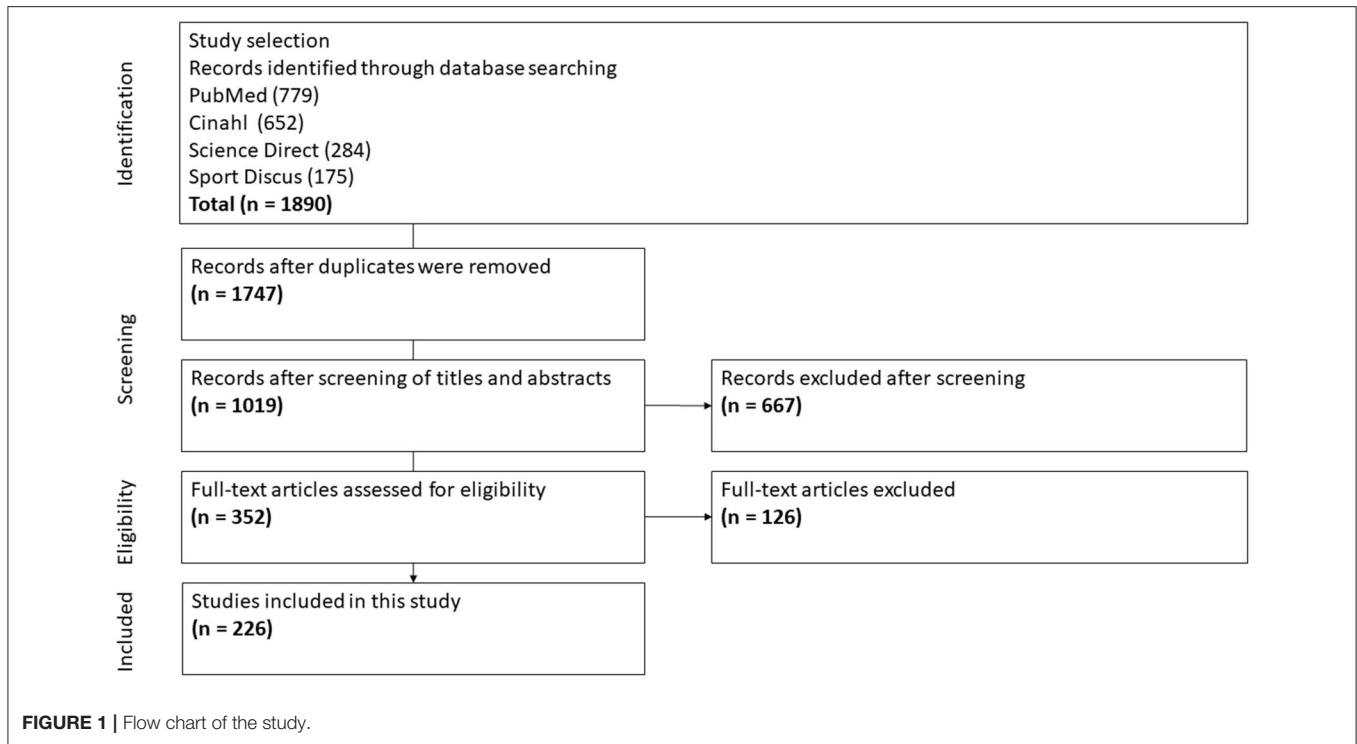 Identification
Study selection
Records identified through database searching
PubMed (779)
Cinahl (652)
Science Direct (284)
Sport Discus (175)
Total (n = 1890)
Screening
Records after duplicates were removed
(n = 1747)
Records after screening of titles and abstracts
(n = 1019)
Records excluded after screening
(n = 667)
Eligibility
Full-text articles assessed for eligibility
(n = 352)
Full-text articles excluded
(n = 126)
Included
Studies included in this study
(n = 226)
FIGURE 1 | Flow chart of the study.